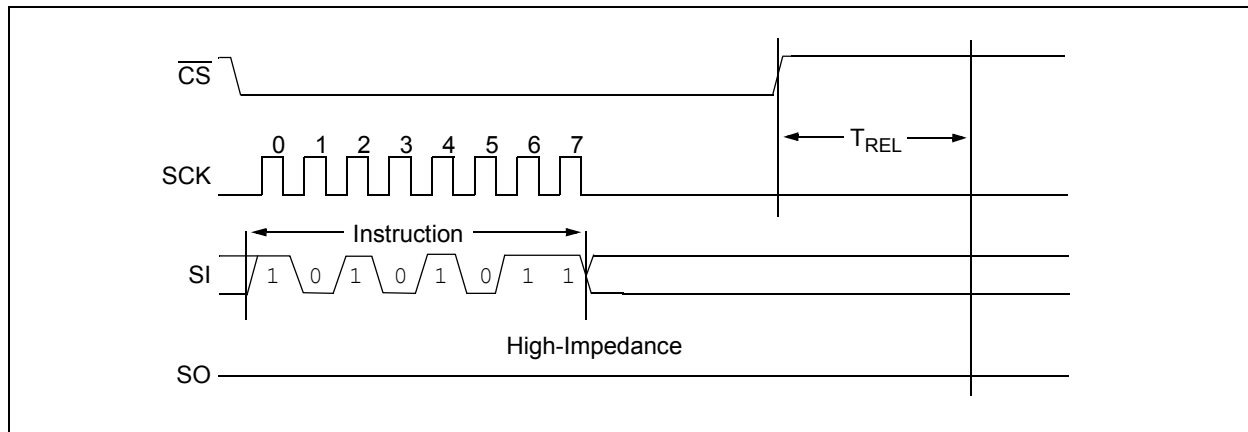 CS
0 1 2 3 4 5 6 7
TREL
SCK
Instruction
SI 1 0 1 0 1 0 1 1
High-Impedance
SO